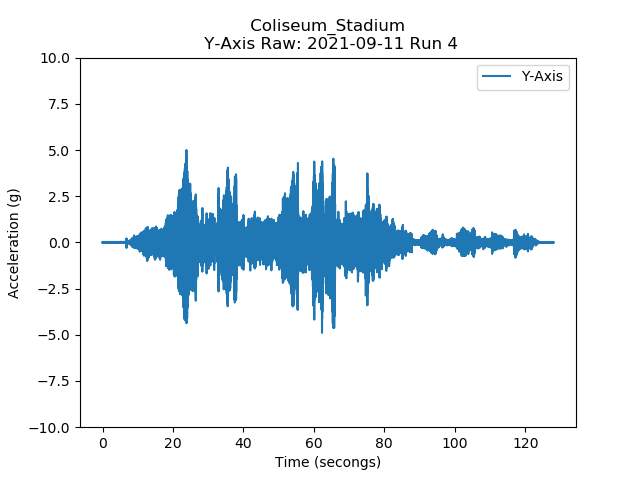 Coliseum_Stadium
Y-Axis Raw: 2021-09-11 Run 4
Y-Axis
Acceleration (g)
10.0
7.5
5.0
2.5
0.0
−2.5
−5.0
−7.5
−10.0
0 20 40 60 80 100 120
Time (secongs)